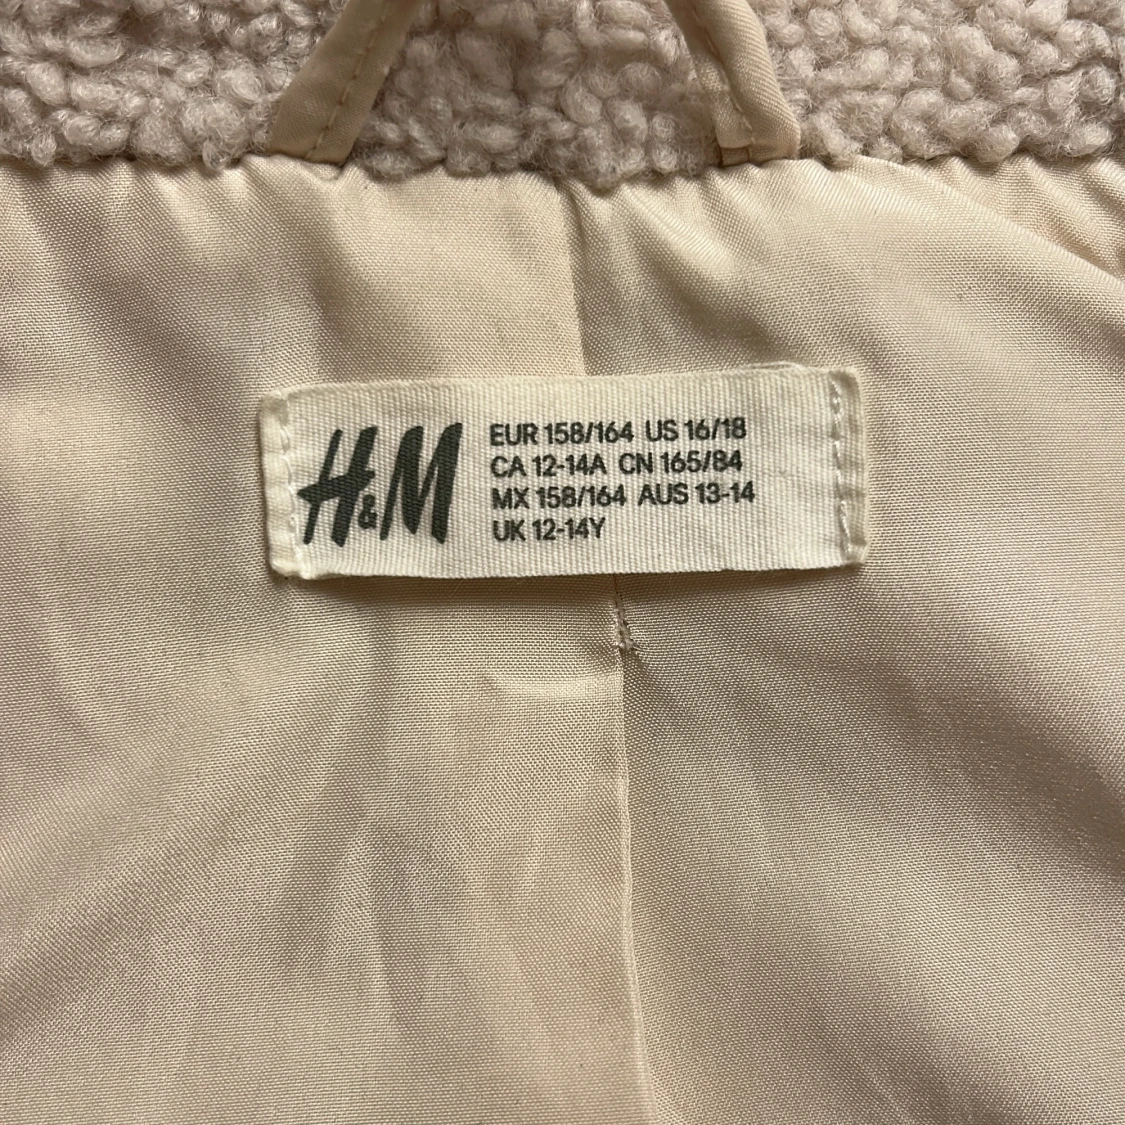 H&M
EUR 158/164 US 16/18
CA 12-14A CN 165/84
MX 158/164 AUS 13-14
UK 12-14Y